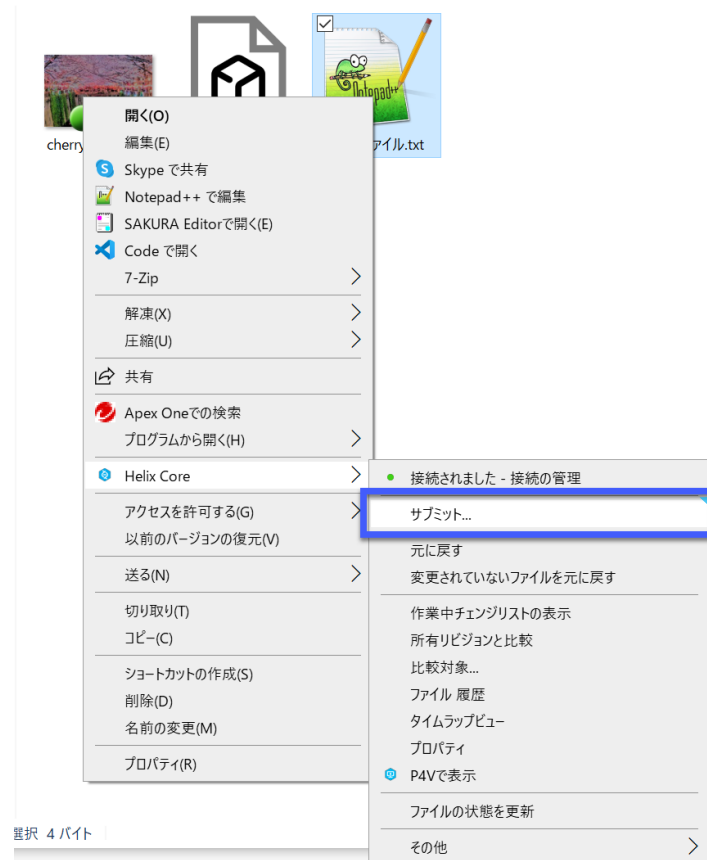 cherry
ァイル.txt
Notepad++
開く(O)
編集(E)
Skype で共有
Notepad++ で編集
SAKURA Editorで開く(E)
Code で開く
7-Zip
解凍(X)
圧縮(U)
共有
Apex Oneでの検索
プログラムから開く(H)
Helix Core
アクセスを許可する(G)
以前のバージョンの復元(V)
送る(N)
切り取り(T)
コピー(C)
ショートカットの作成(S)
削除(D)
名前の変更(M)
プロパティ(R)
接続されました - 接続の管理
サブミット...
元に戻す
変更されていないファイルを元に戻す
作業中チェンジリストの表示
所有リビジョンと比較
比較対象...
ファイル 履歴
タイムラップビュー
プロパティ
P4Vで表示
ファイルの状態を更新
その他
選択 4 バイト